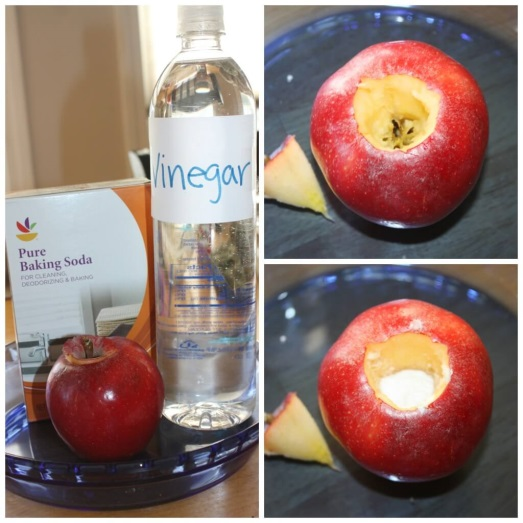 Vinegar
Pure
Baking Soda
FOR CLEANING,
DEODORIZING & BAKING